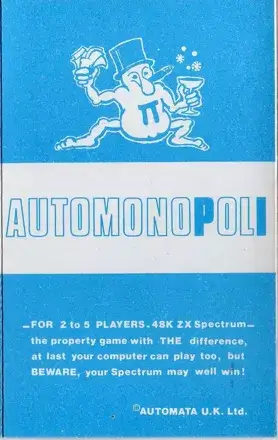 π
AUTOMONOPOLI
—FOR 2 to 5 PLAYERS.48K ZX Spectrum—
the property game with THE difference,
at last your computer can play too, but
BEWARE, your Spectrum may well win!
©AUTOMATA U.K. Ltd.